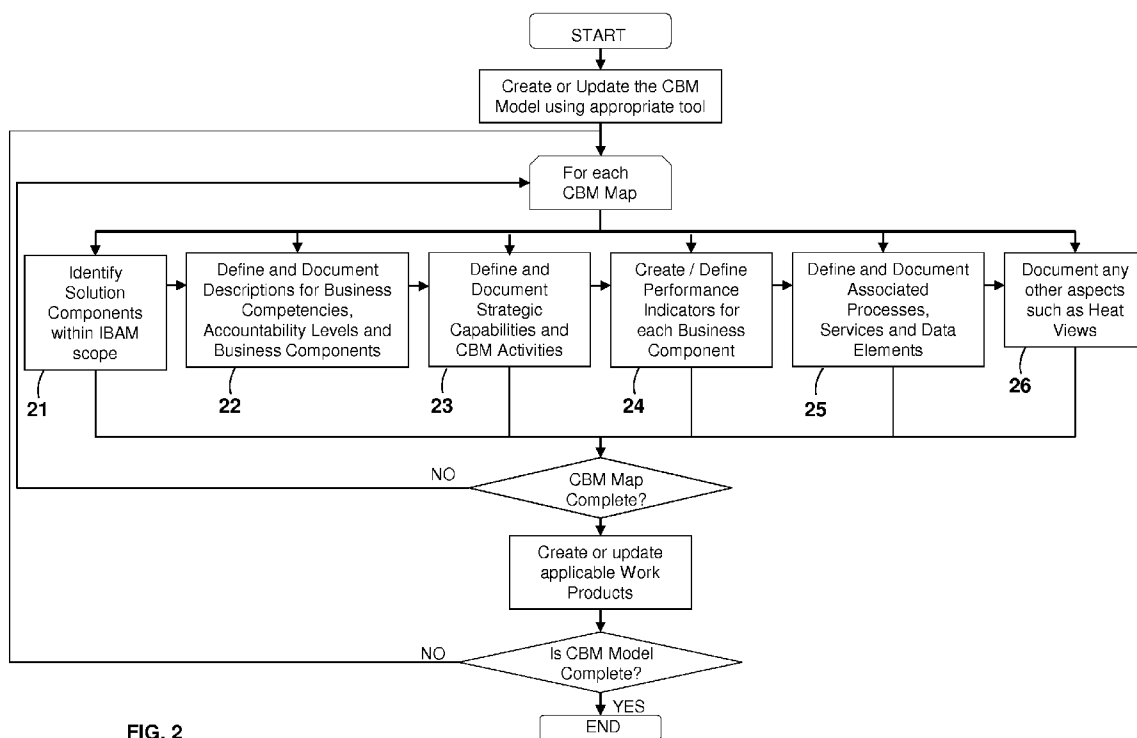 START
Create or Update the CBM
Model using appropriate tool
For each
CBM Map
Identify
Solution
Components
within IBAM
scope
21
Define and Document
Descriptions for Business
Competencies,
Accountability Levels and
Business Components
22
Define and
Document
Strategic
Capabilities and
CBM Activities
23
Create / Define
Performance
Indicators for
each Business
Component
24
Define and Document
Associated
Processes,
Services and Data
Elements
25
Document any
other aspects
such as Heat
Views
26
NO
CBM Map
Complete?
Create or update
applicable Work
Products
NO
Is CBM Model
Complete?
YES
END
FIG. 2